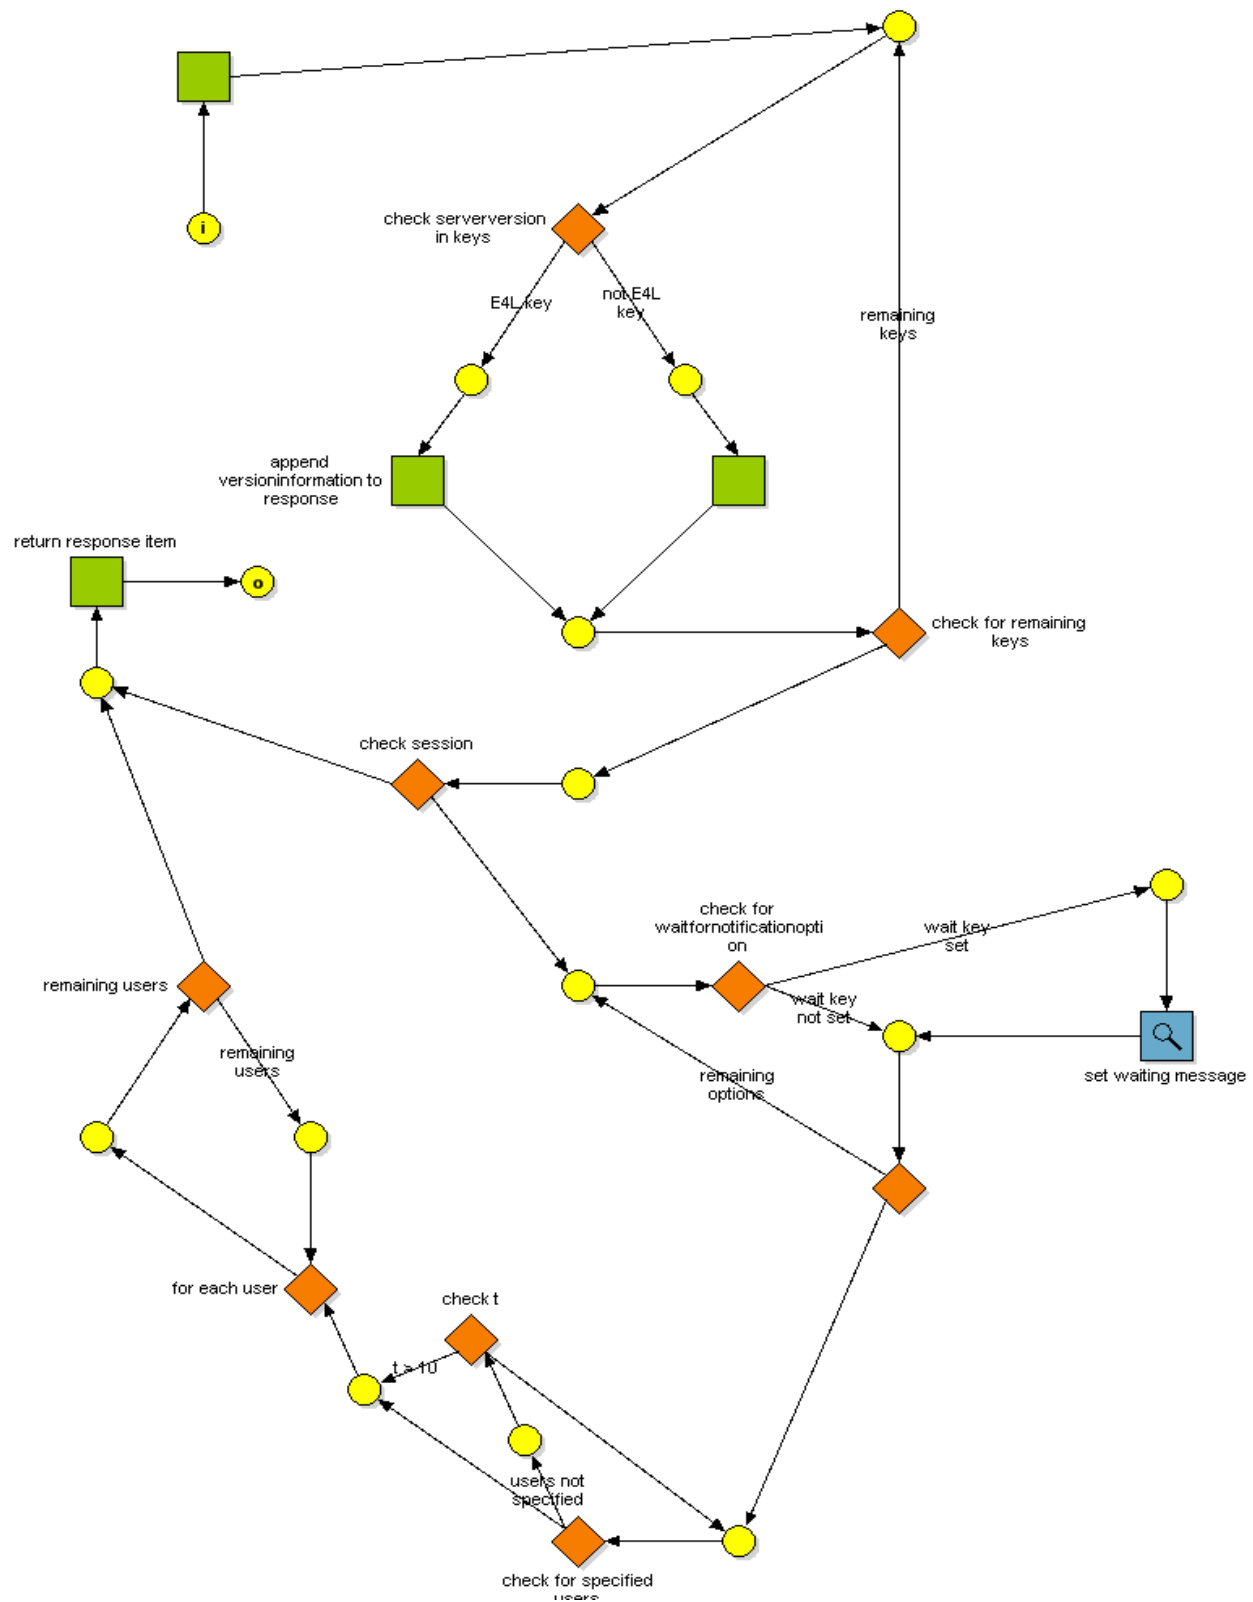 i
check serverversion
in keys
E4L key
not E4L
key
remaining
keys
append
versioninformation to
response
return response item
o
check for remaining
keys
check session
check for
waitfornotificationopti
on
wait key
set
remaining users
wait key
not set
remaining
users
set waiting message
remaining
options
for each user
check t
t > 10
users not
specified
check for specified
users